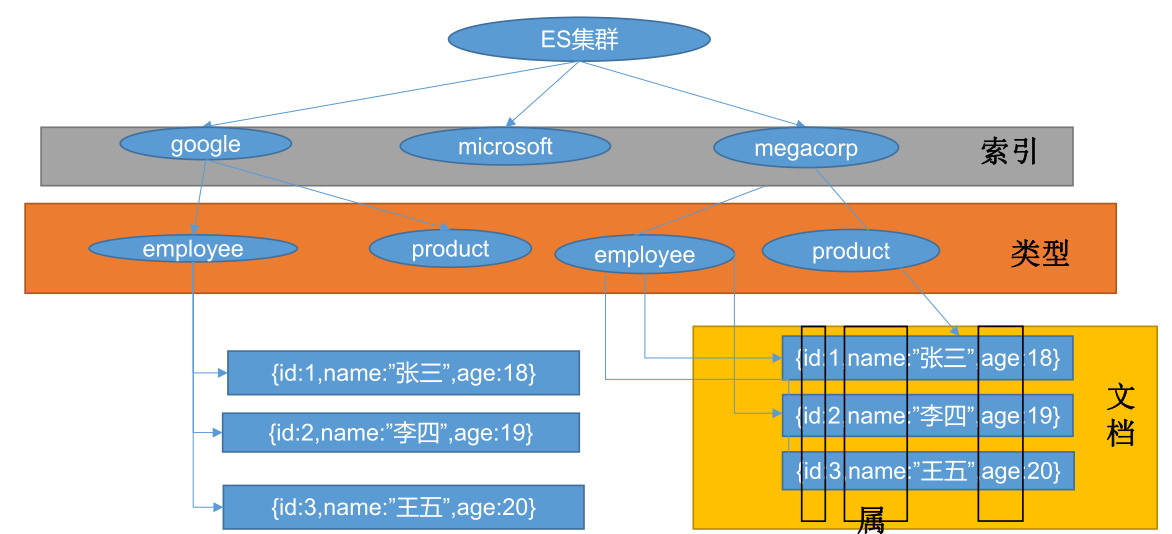 ES集群
google
microsoft
megacorp
索引
employee
product
employee
product
类型
{id:1,name:”张三”,age:18}
{id:2,name:”李四”,age:19}
{id:3,name:”王五”,age:20}
{id:1,name:”张三”,age:18}
{id:2,name:”李四”,age:19}
{id:3,name:”王五”,age:20}
文档
属